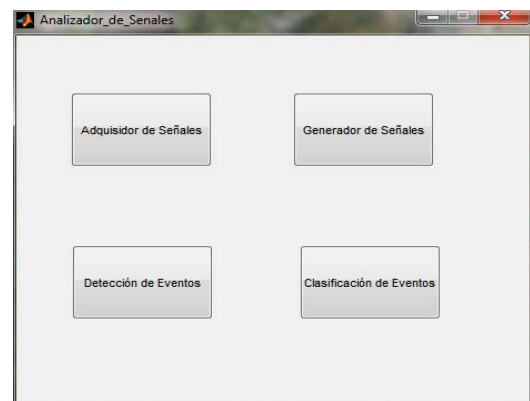 Analizador_de_Senales
Adquisidor de Señales
Generador de Señales
Detección de Eventos
Clasificación de Eventos